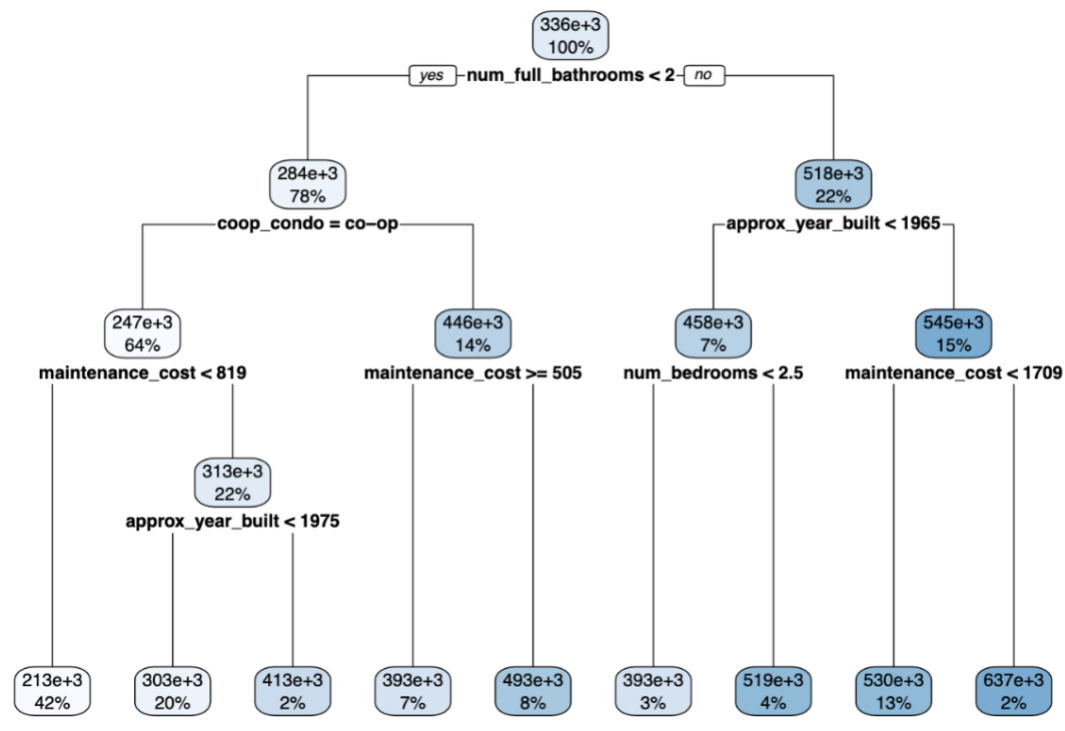 336e+3
100%
yes num_full_bathrooms < 2 no
284e+3
78%
518e+3
22%
coop_condo = co−op
approx_year_built < 1965
247e+3
64%
446e+3
14%
458e+3
7%
545e+3
15%
maintenance_cost < 819
maintenance_cost >= 505
num_bedrooms < 2.5
maintenance_cost < 1709
313e+3
22%
approx_year_built < 1975
213e+3
42%
303e+3
20%
413e+3
2%
393e+3
7%
493e+3
8%
393e+3
3%
519e+3
4%
530e+3
13%
637e+3
2%